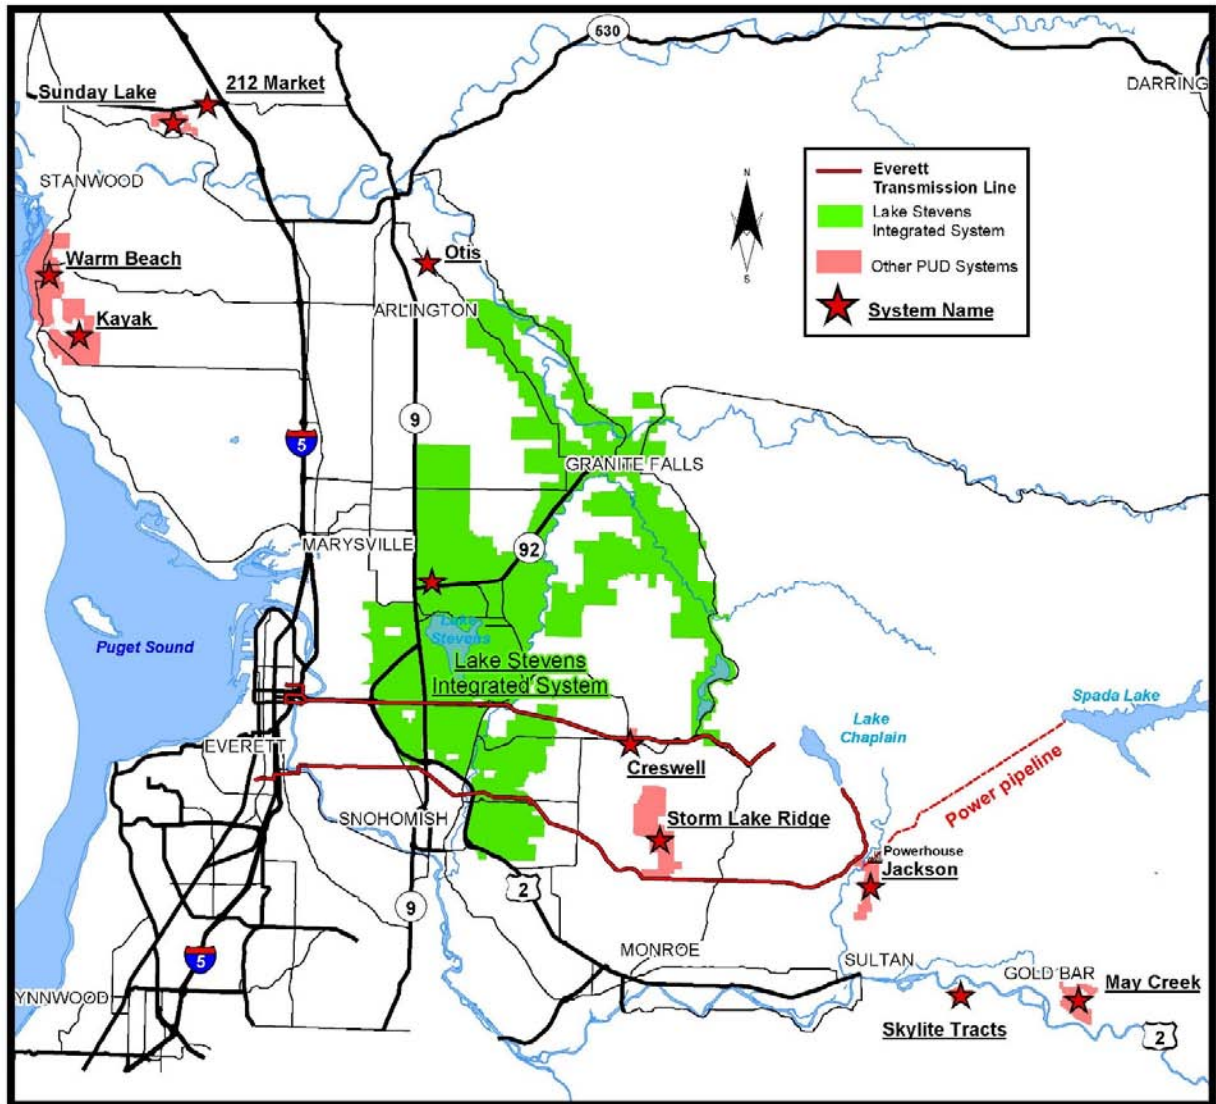 530
DARRING
212 Market
Sunday Lake
STANWOOD
N
S
Everett
Transmission Line
Lake Stevens
Integrated System
Other PUD Systems
System Name
Warm Beach
Otis
ARLINGTON
Kayak
9
5
GRANITE FALLS
MARYSVILLE
92
Lake
Stevens
Puget Sound
Lake Stevens
Integrated System
Spada Lake
Lake
Chaplain
EVERETT
Creswell
Power pipeline
SNOHOMISH
Storm Lake Ridge
Powerhouse
Jackson
2
9
5
MONROE
SULTAN
GOLD BAR
May Creek
YNNWOOD
Skylite Tracts
2